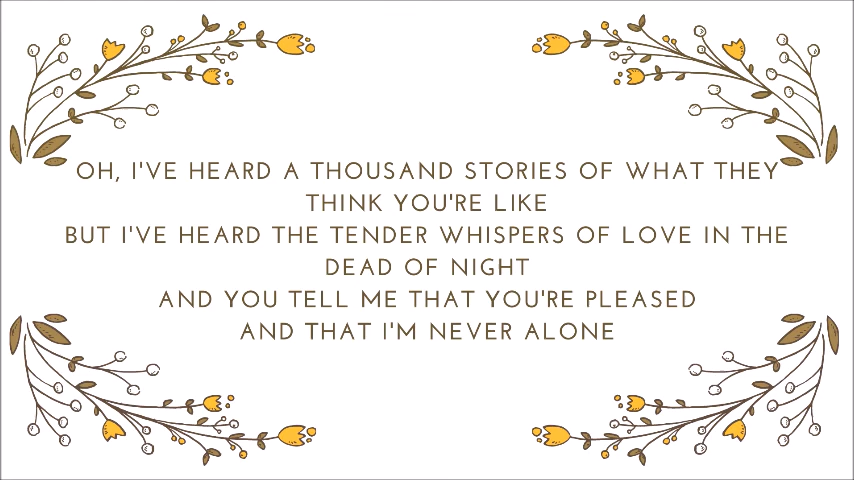 OH, I'VE HEARD A THOUSAND STORIES OF WHAT THEY
THINK YOU'RE LIKE
BUT I'VE HEARD THE TENDER WHISPERS OF LOVE IN THE
DEAD OF NIGHT
AND YOU TELL ME THAT YOU'RE PLEASED
AND THAT I'M NEVER ALONE